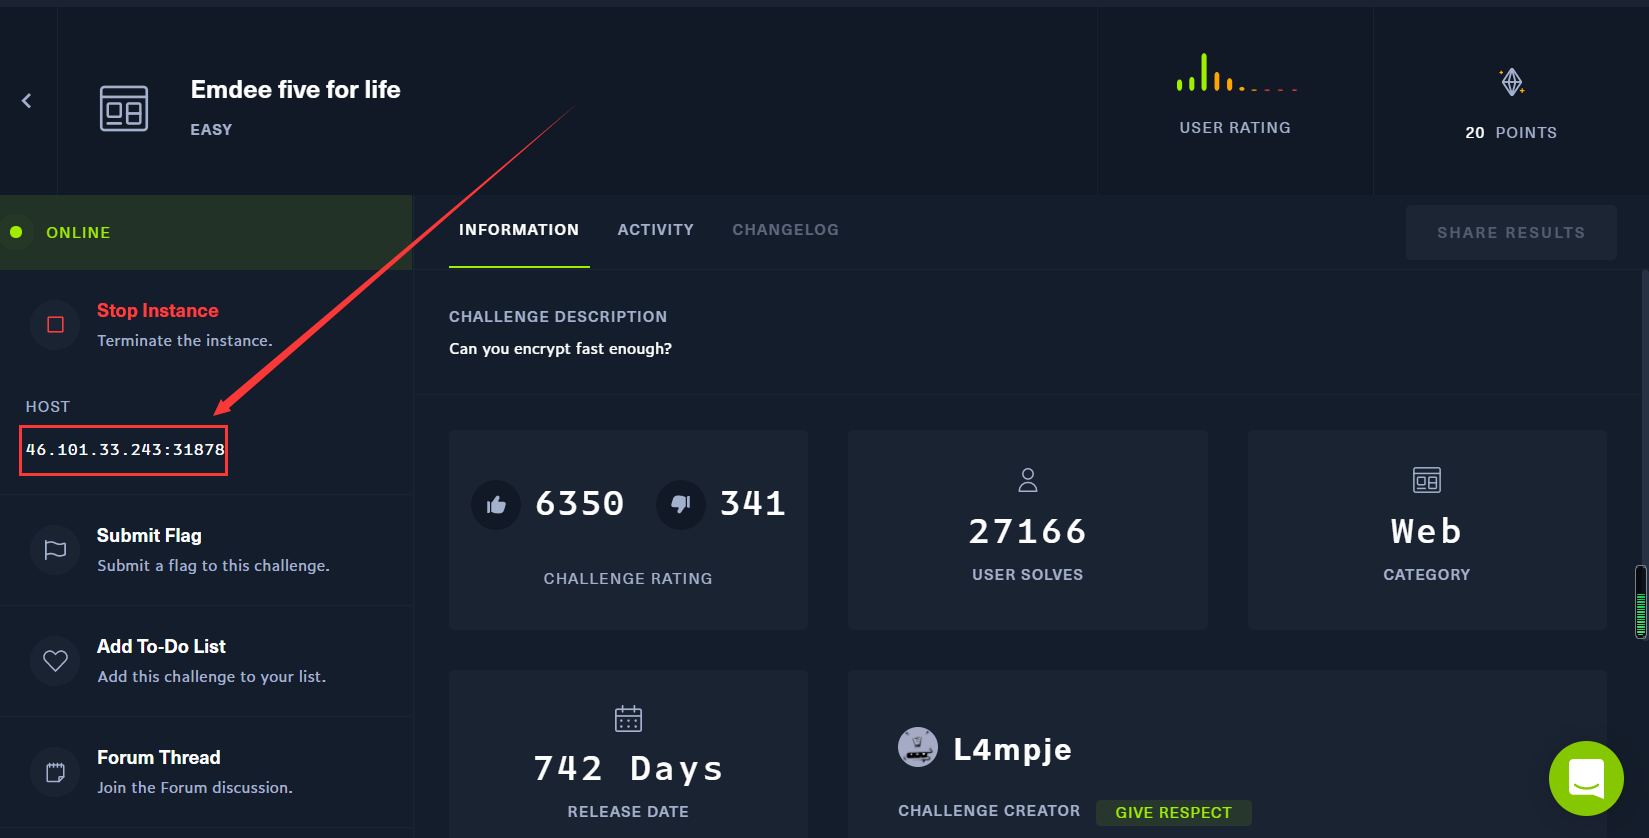 Emdee five for life
EASY
USER RATING
20 POINTS
ONLINE
INFORMATION
ACTIVITY
CHANGELOG
SHARE RESULTS
Stop Instance
Terminate the instance.
HOST
46.101.33.243:31878
Submit Flag
Submit a flag to this challenge.
Add To-Do List
Add this challenge to your list.
Forum Thread
Join the Forum discussion.
CHALLENGE DESCRIPTION
Can you encrypt fast enough?
6350
341
CHALLENGE RATING
27166
USER SOLVES
Web
CATEGORY
742 Days
RELEASE DATE
L4mpje
CHALLENGE CREATOR
GIVE RESPECT